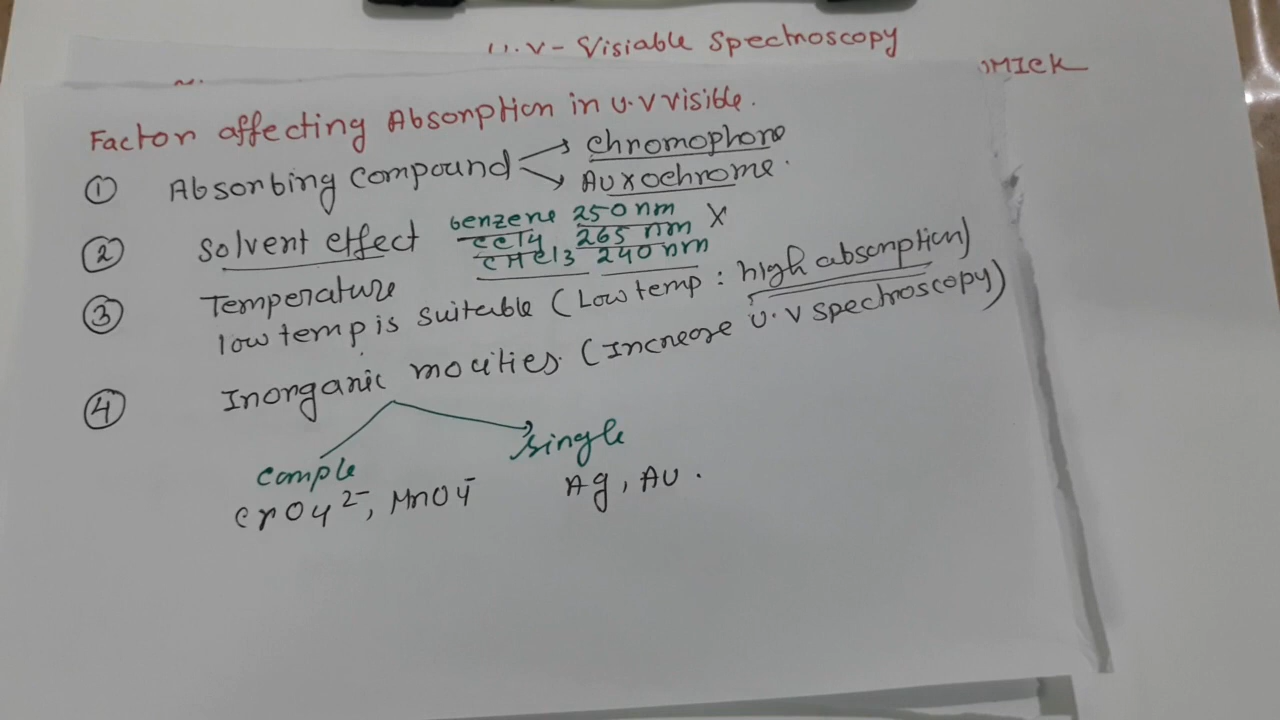 U.V - Visiable Spectroscopy
OMICK
Factor affecting Absorption in U.V visible.
① Absorbing compound → chromophore
→ Auxochrome.
② Solvent effect benzene 250 nm X
CCl4 265 nm
CHCl3 240 nm
③ Temperature
low temp is suitable (Low temp : high absorption)
④ Inorganic moities. (Increase U.V spectroscopy)
comple single
CrO4 2-, MnO4- Ag, Au.